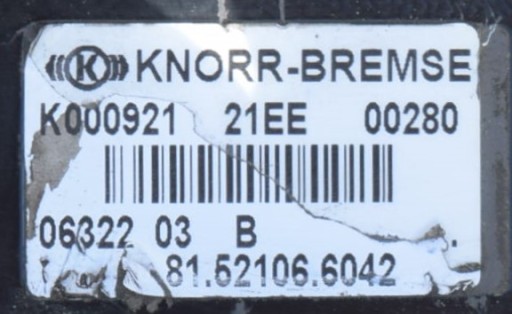 K KNORR-BREMSE
K000921 21EE 00280
06322 03 B .
81.52106.6042